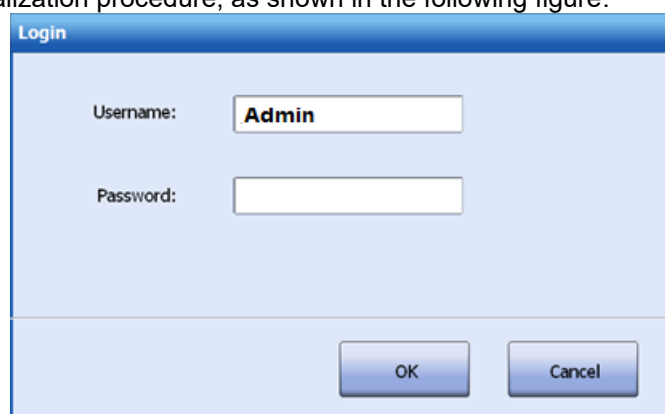 alization procedure, as shown in the following figure:
Login
Username:
Admin
Password:
OK
Cancel